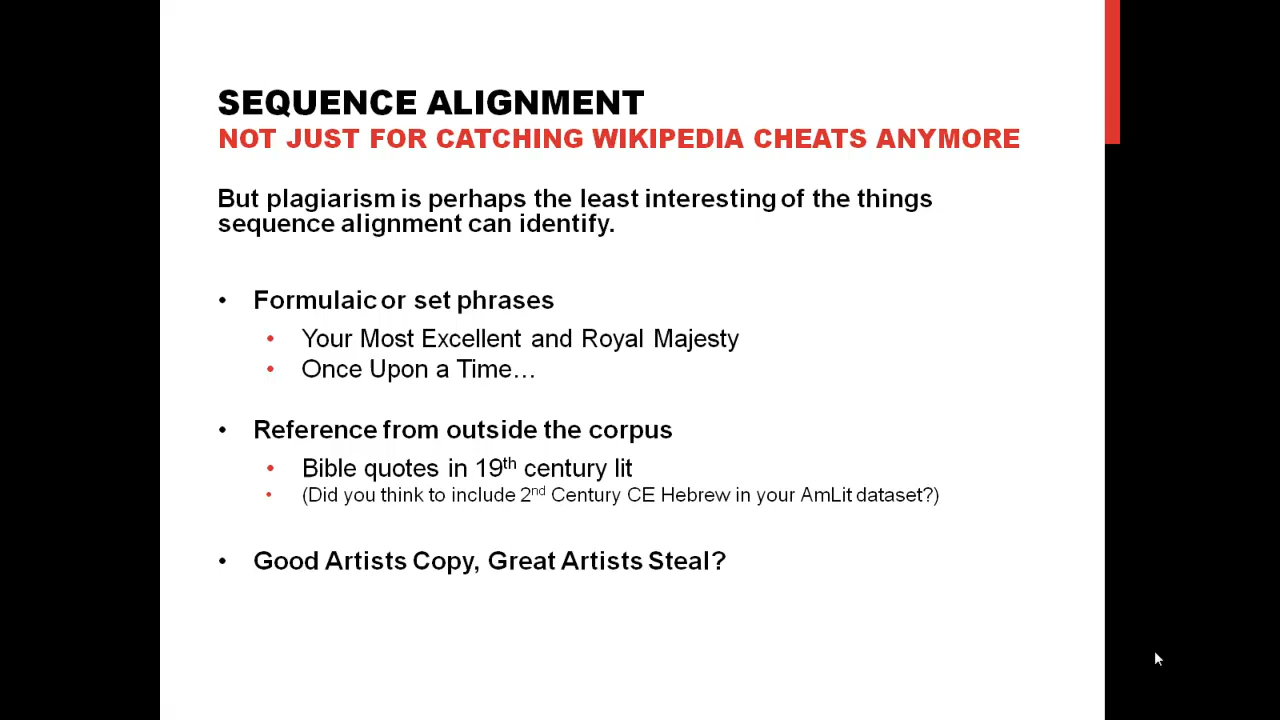 SEQUENCE ALIGNMENT
NOT JUST FOR CATCHING WIKIPEDIA CHEATS ANYMORE
But plagiarism is perhaps the least interesting of the things
sequence alignment can identify.
• Formulaic or set phrases
• Your Most Excellent and Royal Majesty
• Once Upon a Time…
• Reference from outside the corpus
• Bible quotes in 19th century lit
• (Did you think to include 2nd Century CE Hebrew in your AmLit dataset?)
• Good Artists Copy, Great Artists Steal?